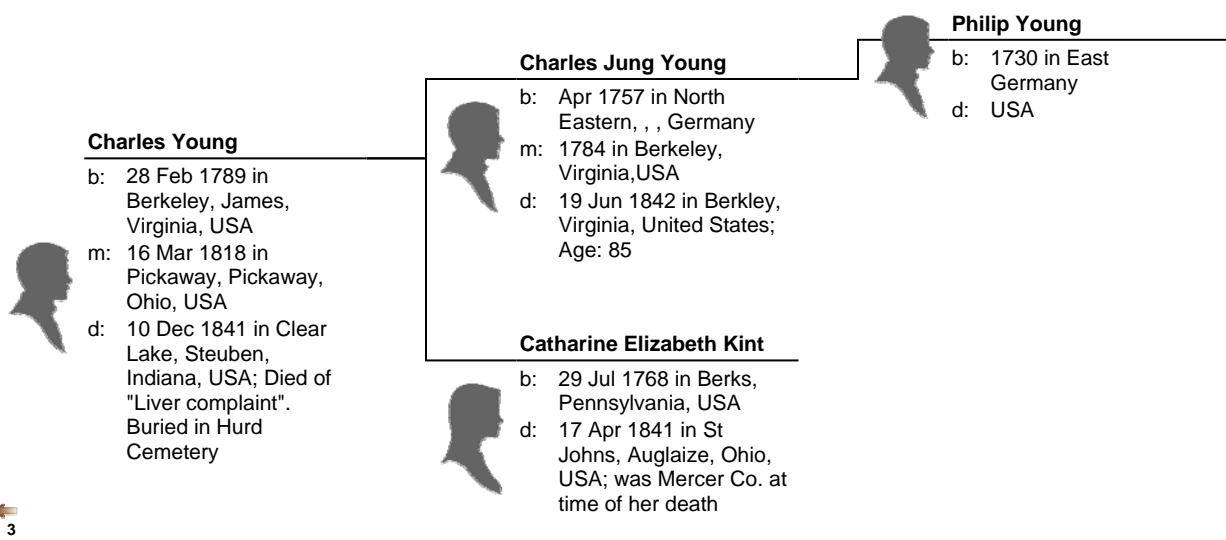 Philip Young
b: 1730 in East
Germany
d: USA
Charles Jung Young
b: Apr 1757 in North
Eastern, , , Germany
m: 1784 in Berkeley,
Virginia,USA
d: 19 Jun 1842 in Berkley,
Virginia, United States;
Age: 85
Charles Young
b: 28 Feb 1789 in
Berkeley, James,
Virginia, USA
m: 16 Mar 1818 in
Pickaway, Pickaway,
Ohio, USA
d: 10 Dec 1841 in Clear
Lake, Steuben,
Indiana, USA; Died of
"Liver complaint".
Buried in Hurd
Cemetery
Catharine Elizabeth Kint
b: 29 Jul 1768 in Berks,
Pennsylvania, USA
d: 17 Apr 1841 in St
Johns, Auglaize, Ohio,
USA; was Mercer Co. at
time of her death
3